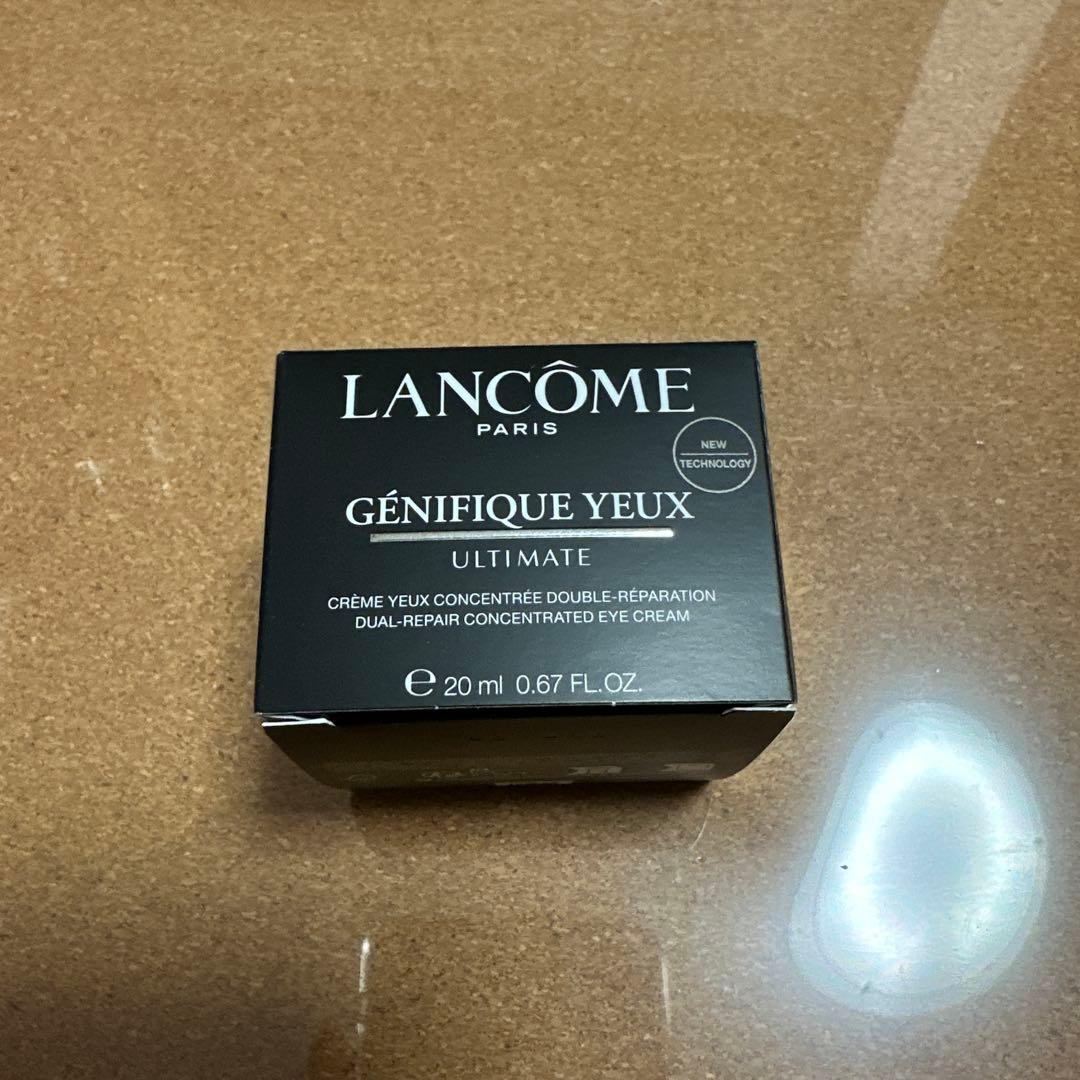 LANCÔME
PARIS
NEW
TECHNOLOGY
GÉNIFIQUE YEUX
ULTIMATE
CRÈME YEUX CONCENTRÉE DOUBLE-RÉPARATION
DUAL-REPAIR CONCENTRATED EYE CREAM
℮ 20 ml 0.67 FL.OZ.